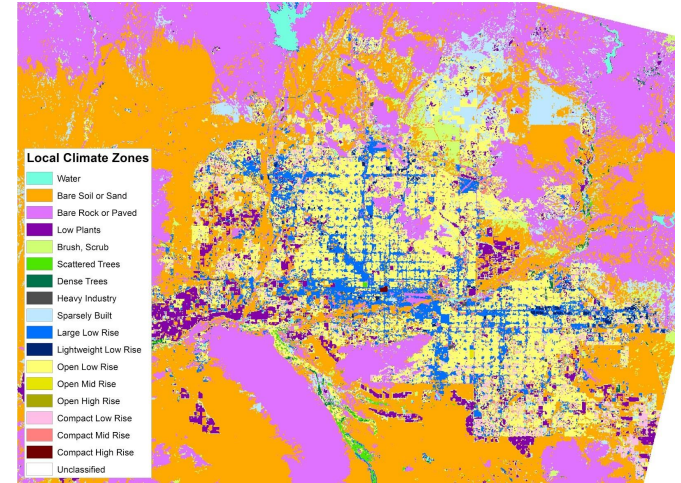 Local Climate Zones
Water
Bare Soil or Sand
Bare Rock or Paved
Low Plants
Brush, Scrub
Scattered Trees
Dense Trees
Heavy Industry
Sparsely Built
Large Low Rise
Lightweight Low Rise
Open Low Rise
Open Mid Rise
Open High Rise
Compact Low Rise
Compact Mid Rise
Compact High Rise
Unclassified